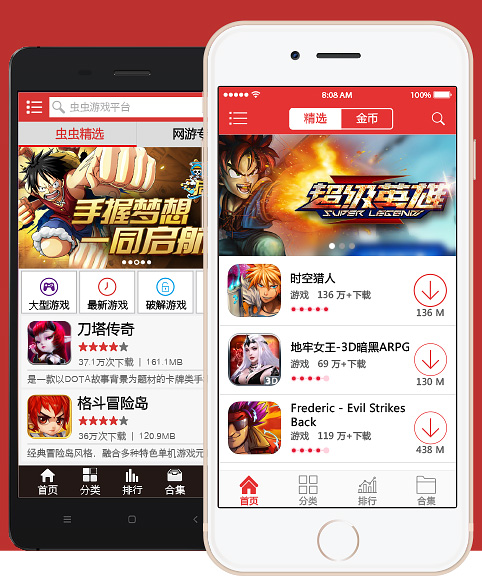 虫虫游戏平台
虫虫精选
网游专
手握梦想
一同启航
大型游戏
最新游戏
破解游戏
刀塔传奇
37.1万次下载 | 161.1MB
是一款以DOTA故事背景为题材的卡牌类手
格斗冒险岛
36万次下载 | 120.9MB
经典冒险岛风格，融合多种特色单机游戏元
首页
分类
排行
合集
8:08 AM
100%
精选
金币
超级英雄
SUPER LEGEND
时空猎人
游戏 136 万+下载
136 M
地牢女王-3D暗黑ARPG
游戏 69 万+下载
3D
130 M
Frederic - Evil Strikes
Back
游戏 119 万+下载
438 M
首页
分类
排行
合集